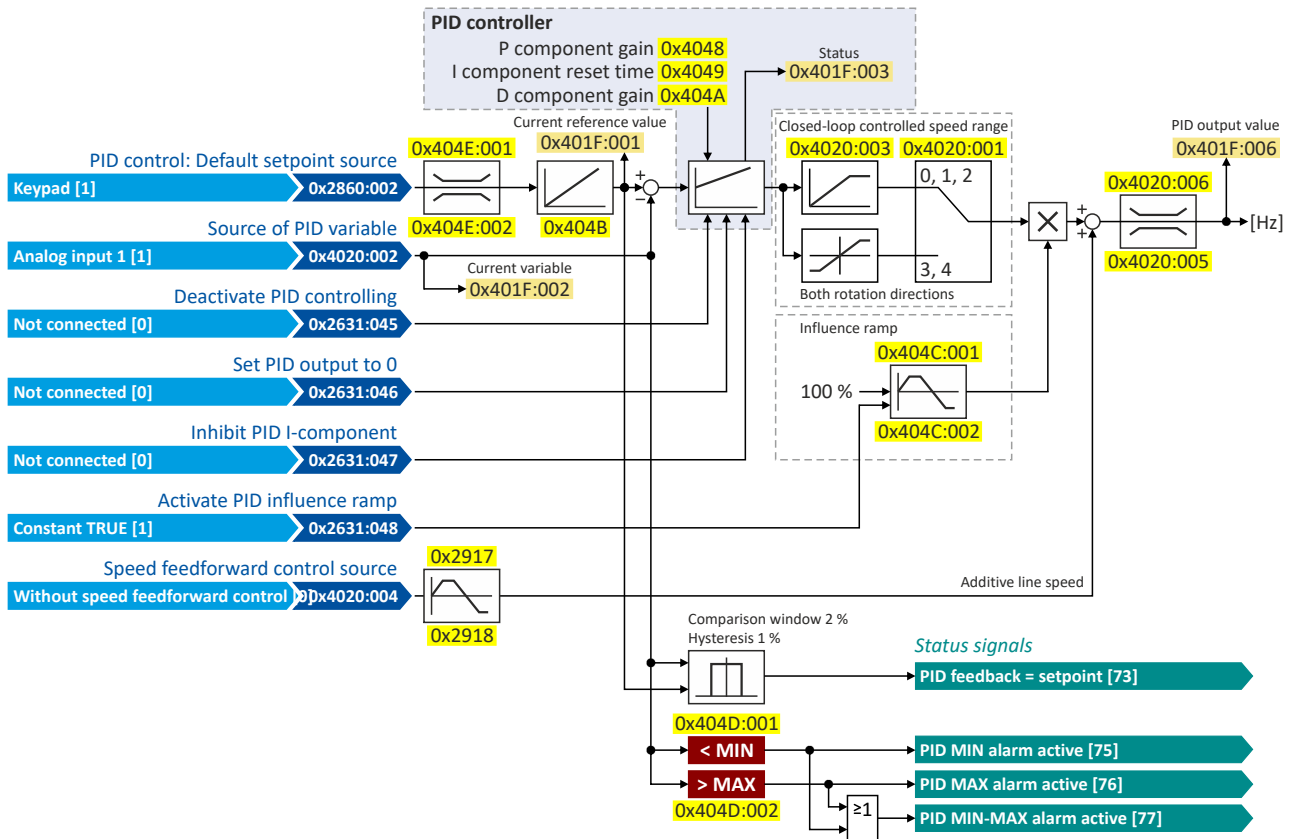 PID controller
P component gain 0x4048
I component reset time 0x4049
D component gain 0x404A
Status
0x401F:003
Current reference value
0x401F:001
Closed-loop controlled speed range
0x4020:003 0x4020:001
0, 1, 2
3, 4
Both rotation directions
PID output value
0x401F:006
0x4020:006
0x4020:005
[Hz]
PID control: Default setpoint source
Keypad [1] 0x2860:002
0x404E:001
0x404E:002
0x404B
+
−
+
+
Source of PID variable
Analog input 1 [1] 0x4020:002
Current variable
0x401F:002
Deactivate PID controlling
Not connected [0] 0x2631:045
Influence ramp
0x404C:001
100 %
0x404C:002
Set PID output to 0
Not connected [0] 0x2631:046
Inhibit PID I-component
Not connected [0] 0x2631:047
Activate PID influence ramp
Constant TRUE [1] 0x2631:048
Speed feedforward control source
Without speed feedforward control [0] 0x4020:004
0x2917
0x2918
Additive line speed
Comparison window 2 %
Hysteresis 1 %
Status signals
PID feedback = setpoint [73]
0x404D:001
< MIN
PID MIN alarm active [75]
> MAX
PID MAX alarm active [76]
0x404D:002
≥1
PID MIN-MAX alarm active [77]